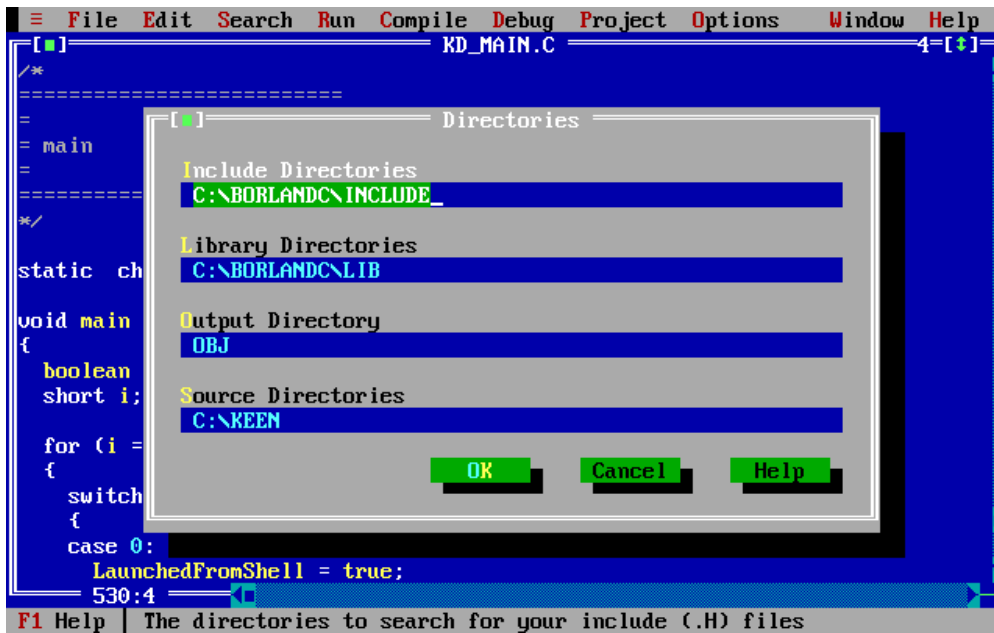 ≡ File Edit Search Run Compile Debug Project Options Window Help
[■] KD_MAIN.C 4=[↕]
/*
==========================
=
= main
=
==========
*/
static ch
void main
{
boolean
short i;
for (i =
{
switch
{
case 0:
LaunchedFromShell = true;
530:4
[■] Directories
Include Directories
C:\BORLANDC\INCLUDE_
Library Directories
C:\BORLANDC\LIB
Output Directory
OBJ
Source Directories
C:\KEEN
OK Cancel Help
F1 Help | The directories to search for your include (.H) files